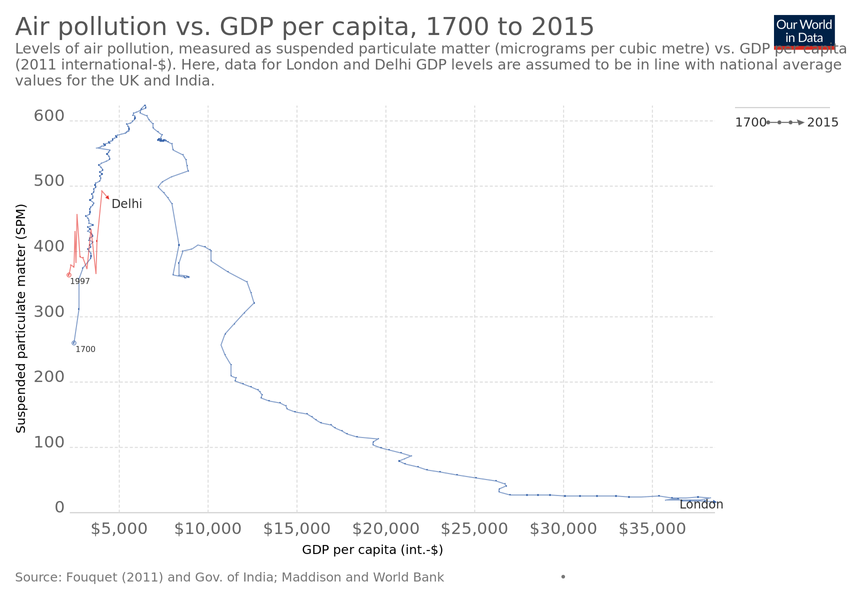 Air pollution vs. GDP per capita, 1700 to 2015
Our World
in Data
Levels of air pollution, measured as suspended particulate matter (micrograms per cubic metre) vs. GDP per capita
(2011 international-$). Here, data for London and Delhi GDP levels are assumed to be in line with national average
values for the UK and India.
1700 2015
600
500
400
300
200
100
0
Suspended particulate matter (SPM)
Delhi
1997
1700
London
$5,000 $10,000 $15,000 $20,000 $25,000 $30,000 $35,000
GDP per capita (int.-$)
Source: Fouquet (2011) and Gov. of India; Maddison and World Bank •